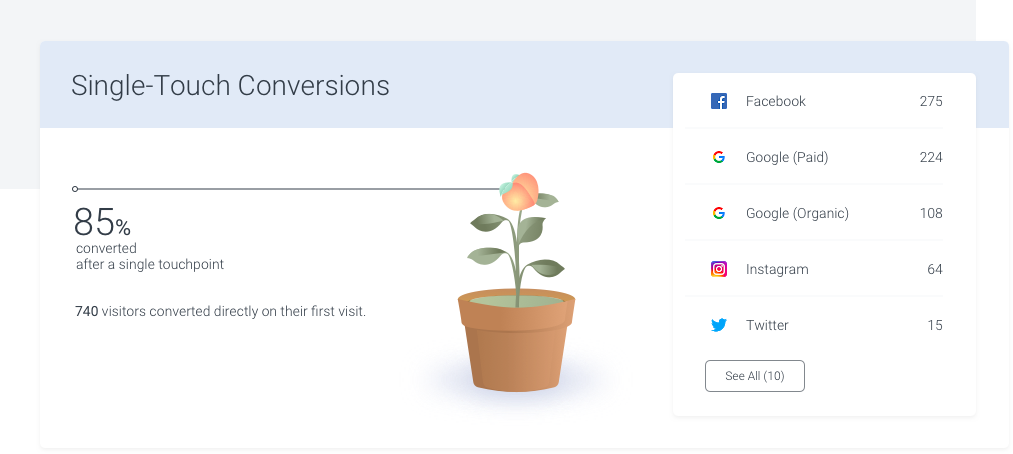 Single-Touch Conversions
85%
converted
after a single touchpoint
740 visitors converted directly on their first visit.
Facebook 275
Google (Paid) 224
Google (Organic) 108
Instagram 64
Twitter 15
See All (10)